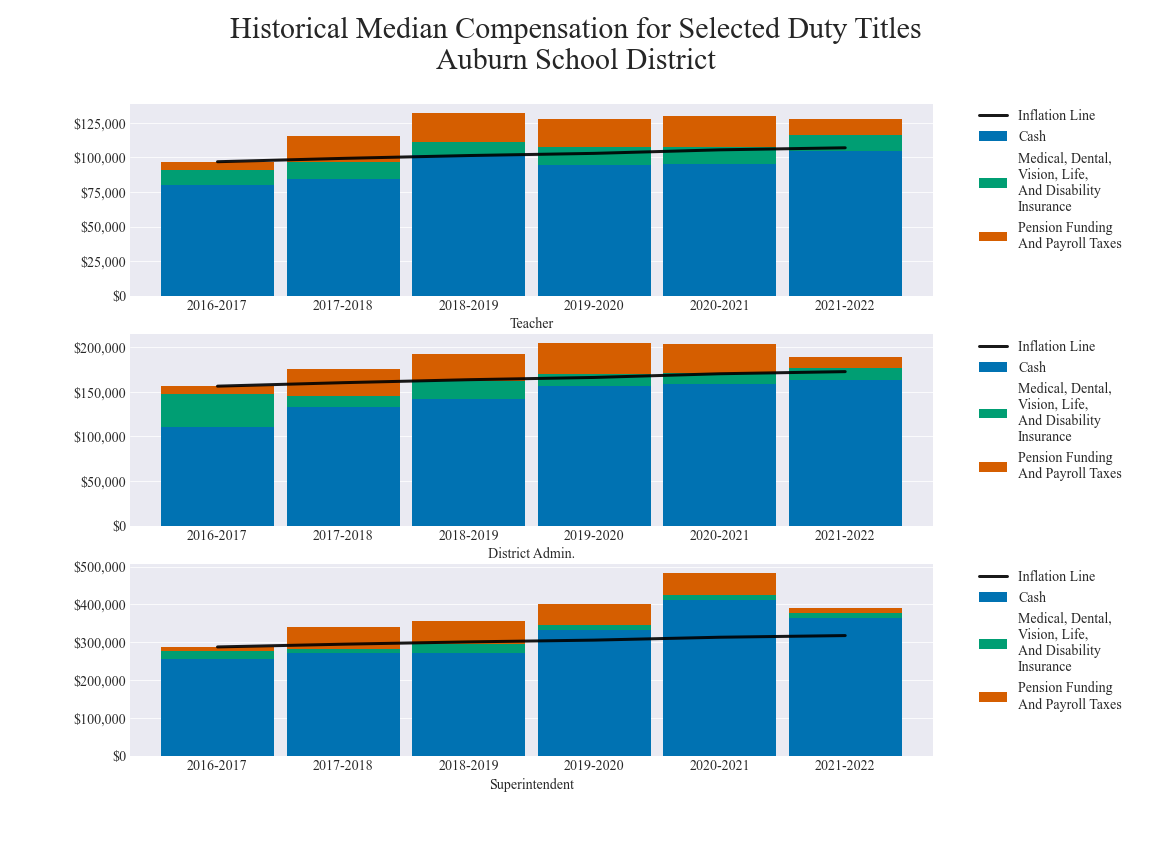 Historical Median Compensation for Selected Duty Titles
Auburn School District
$125,000
$100,000
$75,000
$50,000
$25,000
$0
2016-2017 2017-2018 2018-2019 2019-2020 2020-2021 2021-2022
Teacher
Inflation Line
Cash
Medical, Dental,
Vision, Life,
And Disability
Insurance
Pension Funding
And Payroll Taxes
$200,000
$150,000
$100,000
$50,000
$0
2016-2017 2017-2018 2018-2019 2019-2020 2020-2021 2021-2022
District Admin.
Inflation Line
Cash
Medical, Dental,
Vision, Life,
And Disability
Insurance
Pension Funding
And Payroll Taxes
$500,000
$400,000
$300,000
$200,000
$100,000
$0
2016-2017 2017-2018 2018-2019 2019-2020 2020-2021 2021-2022
Superintendent
Inflation Line
Cash
Medical, Dental,
Vision, Life,
And Disability
Insurance
Pension Funding
And Payroll Taxes